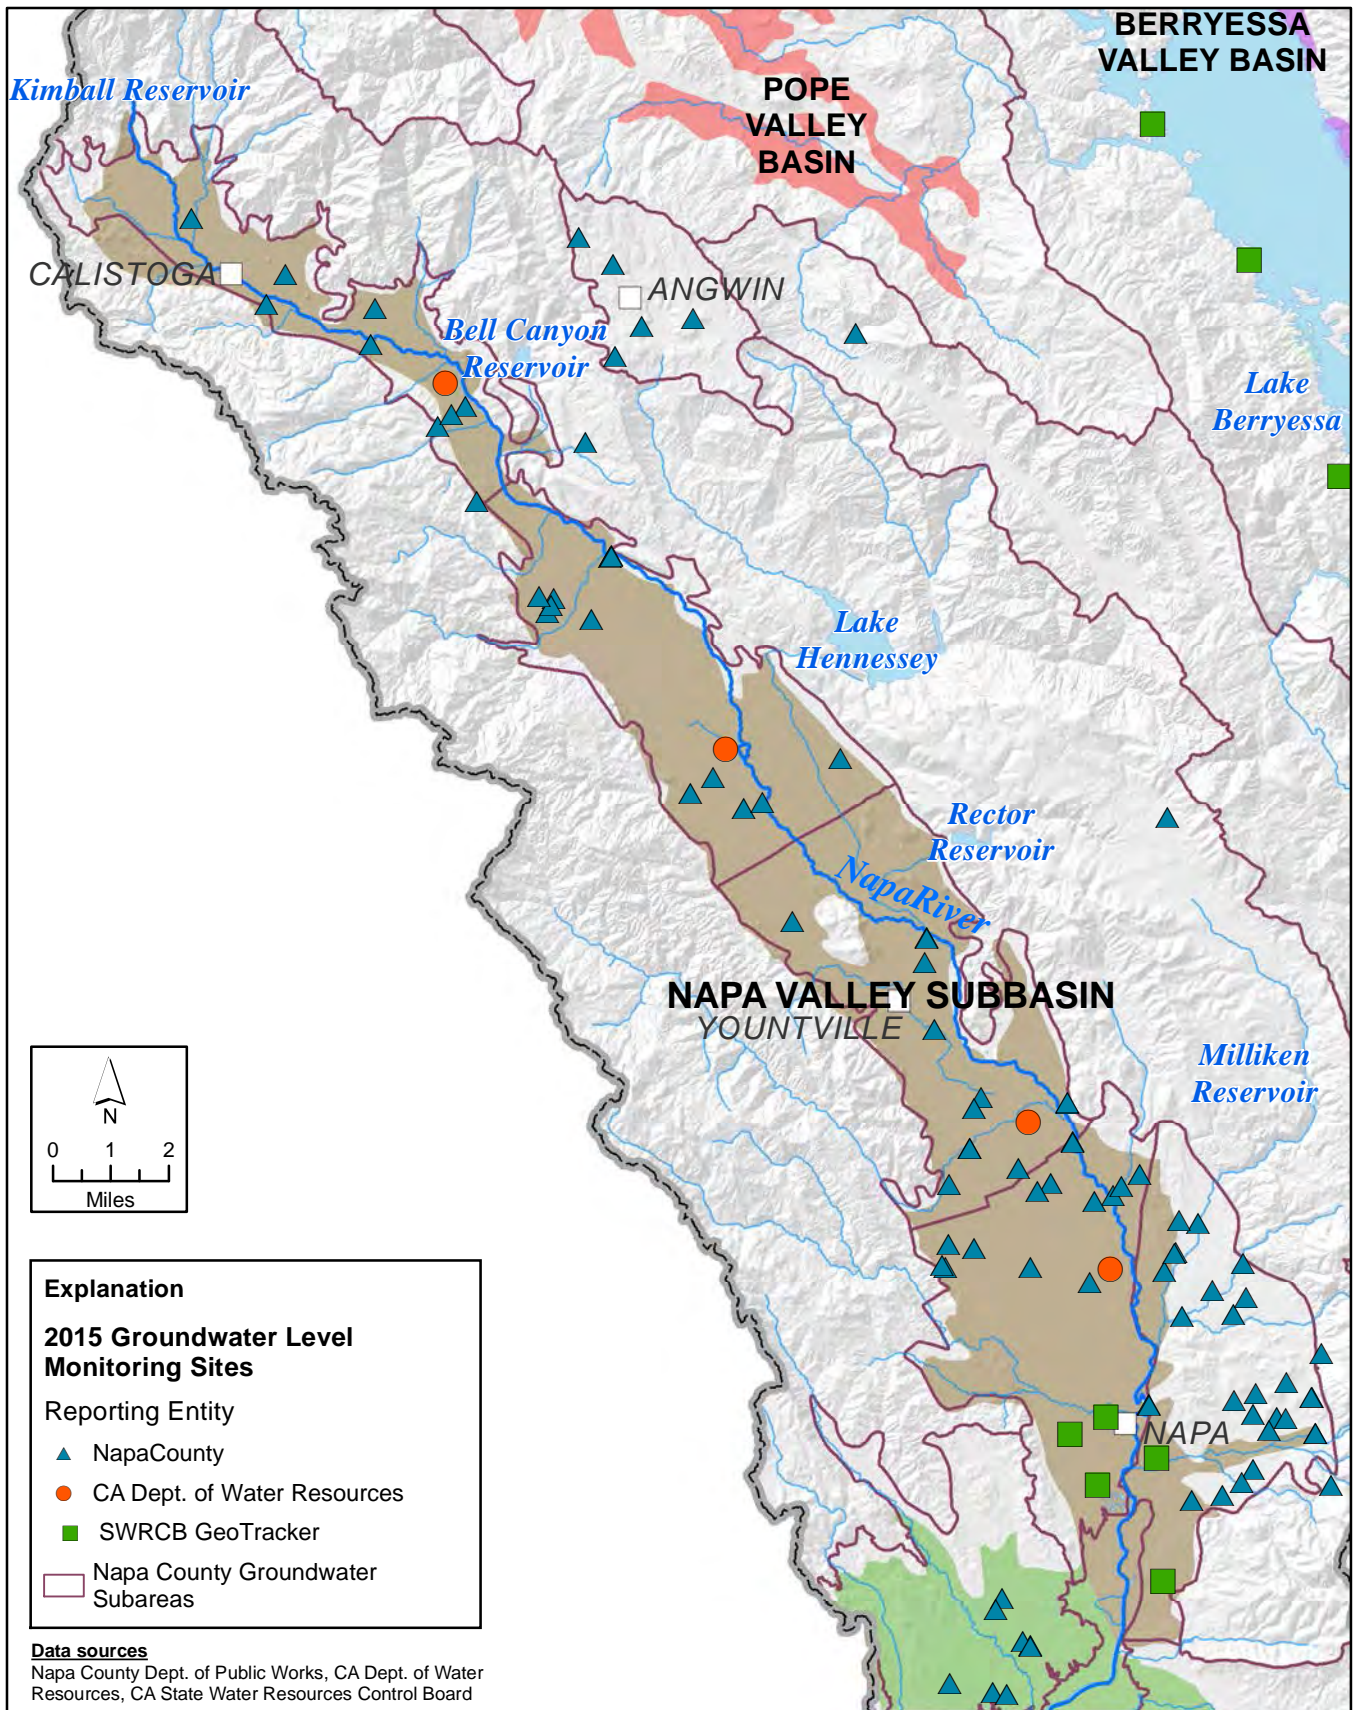 BERRYESSA
VALLEY BASIN
Kimball Reservoir
POPE
VALLEY
BASIN
CALISTOGA
ANGWIN
Bell Canyon
Reservoir
Lake
Berryessa
Lake
Hennessey
Rector
Reservoir
NapaRiver
NAPA VALLEY SUBBASIN
YOUNTVILLE
Milliken
Reservoir
N
0 1 2
Miles
NAPA
Explanation
2015 Groundwater Level
Monitoring Sites
Reporting Entity
NapaCounty
CA Dept. of Water Resources
SWRCB GeoTracker
Napa County Groundwater
Subareas
Data sources
Napa County Dept. of Public Works, CA Dept. of Water
Resources, CA State Water Resources Control Board